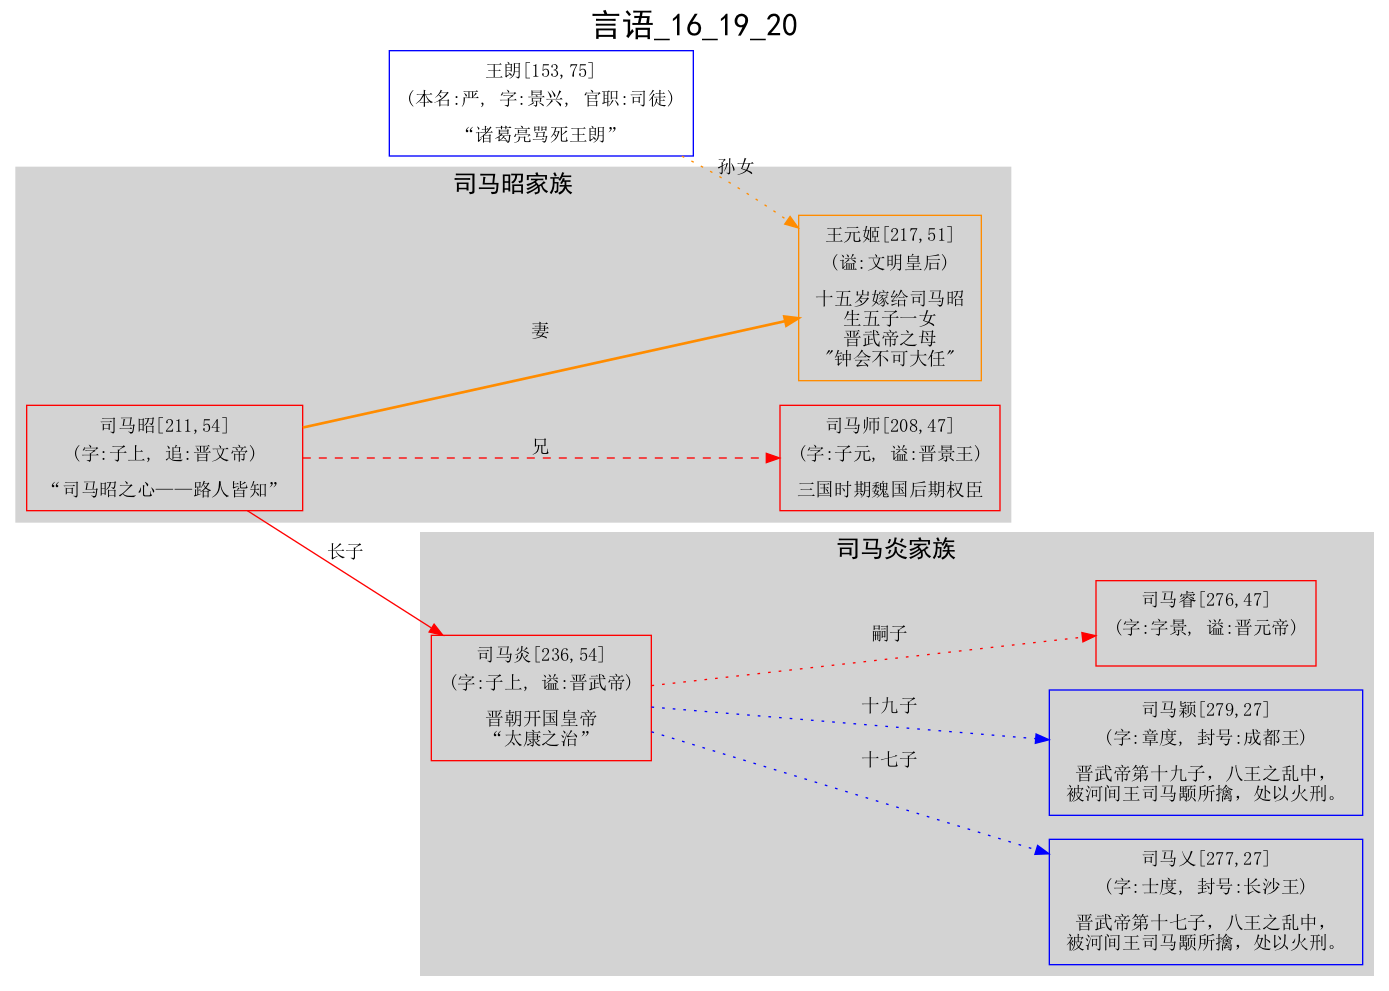 言语_16_19_20
王朗[153,75]
(本名:严, 字:景兴, 官职:司徒)
“诸葛亮骂死王朗”
孙女
司马昭家族
王元姬[217,51]
(谥:文明皇后)
十五岁嫁给司马昭
生五子一女
晋武帝之母
"钟会不可大任"
妻
司马昭[211,54]
(字:子上, 追:晋文帝)
“司马昭之心——路人皆知”
兄
司马师[208,47]
(字:子元, 谥:晋景王)
三国时期魏国后期权臣
长子
司马炎家族
司马炎[236,54]
(字:子上, 谥:晋武帝)
晋朝开国皇帝
“太康之治”
嗣子
司马睿[276,47]
(字:字景, 谥:晋元帝)
十九子
司马颖[279,27]
(字:章度, 封号:成都王)
晋武帝第十九子，八王之乱中，
被河间王司马颙所擒，处以火刑。
十七子
司马乂[277,27]
(字:士度, 封号:长沙王)
晋武帝第十七子，八王之乱中，
被河间王司马颙所擒，处以火刑。